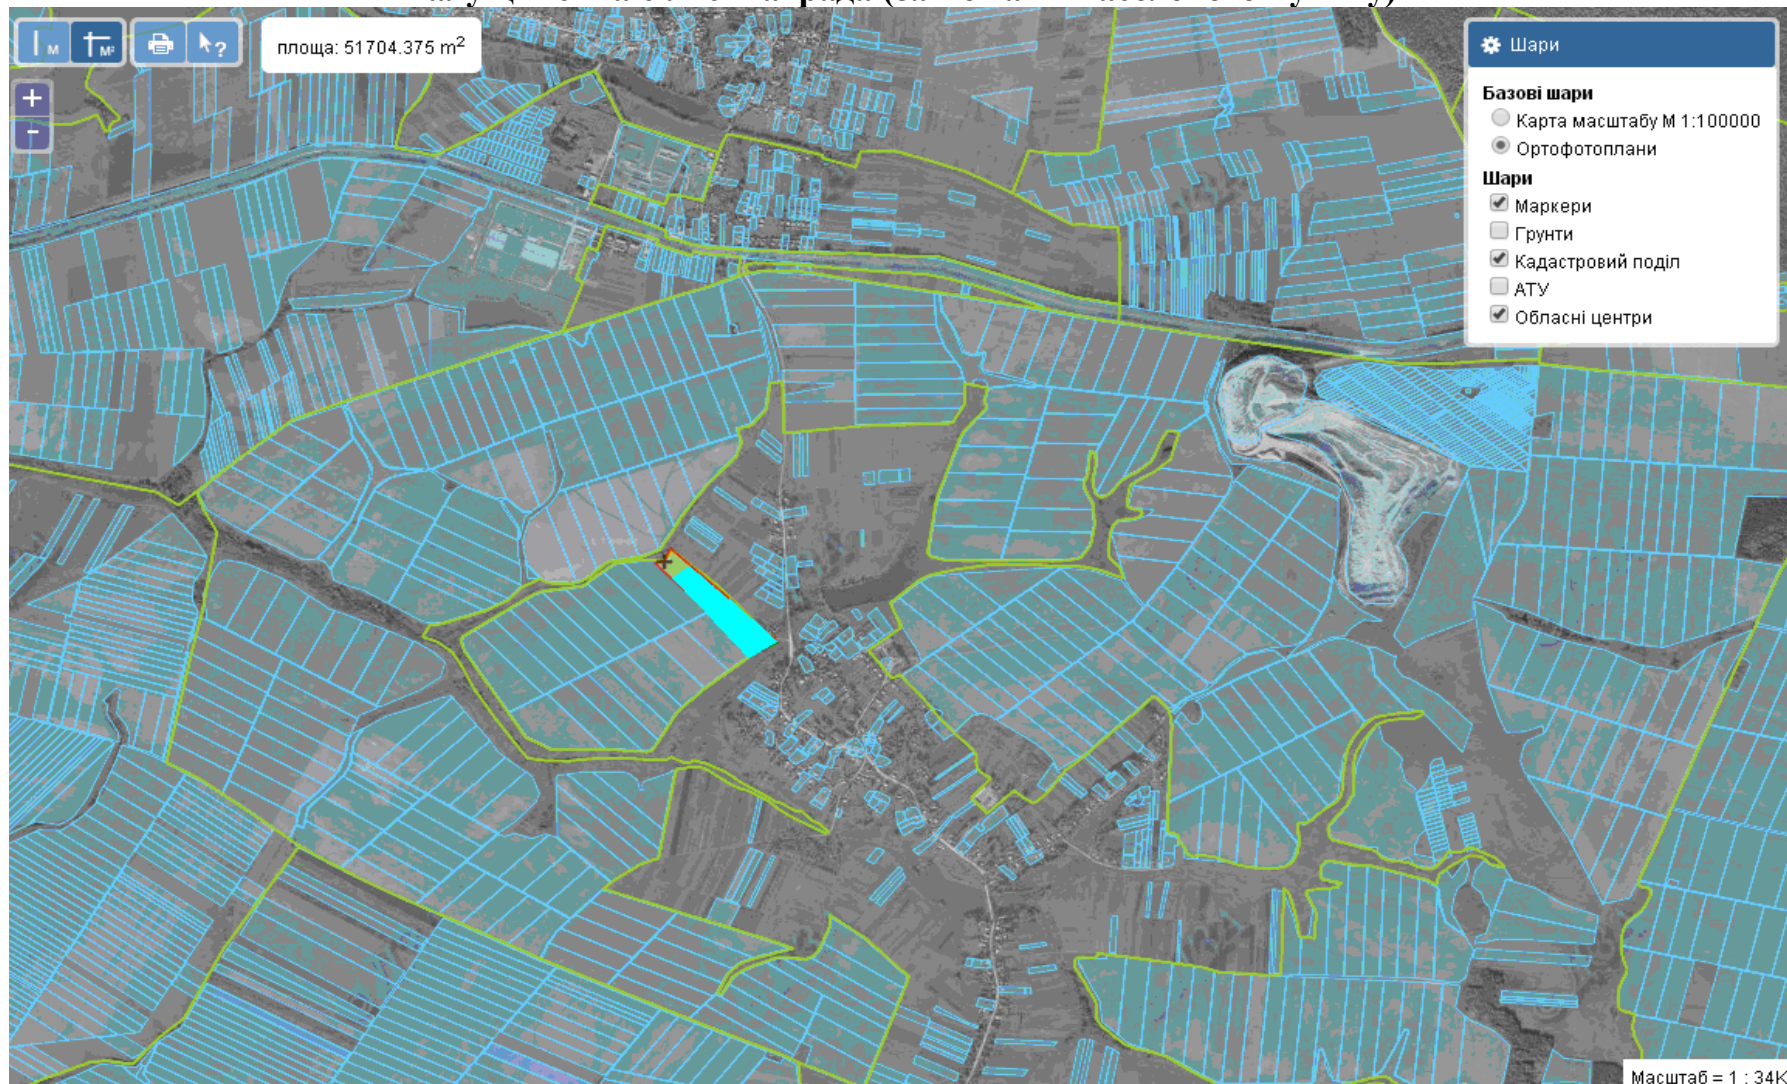 площа: 51704.375 m²
м
м²
?
+
-
Шари
Базові шари
Карта масштабу М 1:100000
Ортофотоплани
Шари
Маркери
Грунти
Кадастровий поділ
АТУ
Обласні центри
Масштаб = 1 : 34K